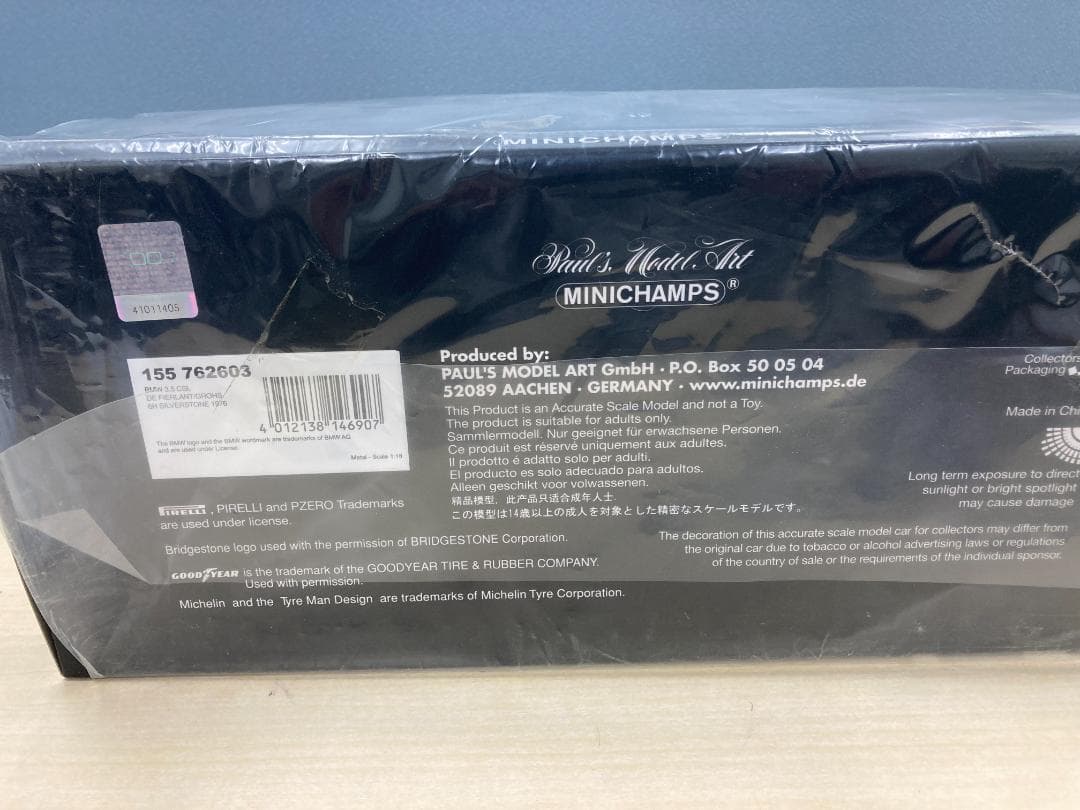 MINICHAMPS
41011405
Paul's Model Art
MINICHAMPS®
155 762603
BMW 3,5 CSL
DE FIERLANT/GROHS
6H SILVERSTONE 1976
4 012138 146907
The BMW logo and the BMW wordmark are trademarks of BMW AG
and are used under License.
Metal - Scale 1:18
Produced by:
PAUL'S MODEL ART GmbH · P.O. Box 50 05 04
52089 AACHEN · GERMANY · www.minichamps.de
This Product is an Accurate Scale Model and not a Toy.
The product is suitable for adults only.
Sammlermodell. Nur geeignet für erwachsene Personen.
Ce produit est réservé uniquement aux adultes.
Il prodotto é adatto solo per adulti.
El producto es solo adecuado para adultos.
Alleen geschikt voor volwassenen.
精品模型，此产品只适合成年人士.
この模型は14歳以上の成人を対象とした精密なスケールモデルです。
Collectors
Packaging
Made in Chi
Long term exposure to direct
sunlight or bright spotlight
may cause damage
The decoration of this accurate scale model car for collectors may differ from
the original car due to tobacco or alcohol advertising laws or regulations
of the country of sale or the requirements of the individual sponsor.
PIRELLI, PIRELLI and PZERO Trademarks
are used under license.
Bridgestone logo used with the permission of BRIDGESTONE Corporation.
GOODYEAR is the trademark of the GOODYEAR TIRE & RUBBER COMPANY.
Used with permission.
Michelin and the Tyre Man Design are trademarks of Michelin Tyre Corporation.